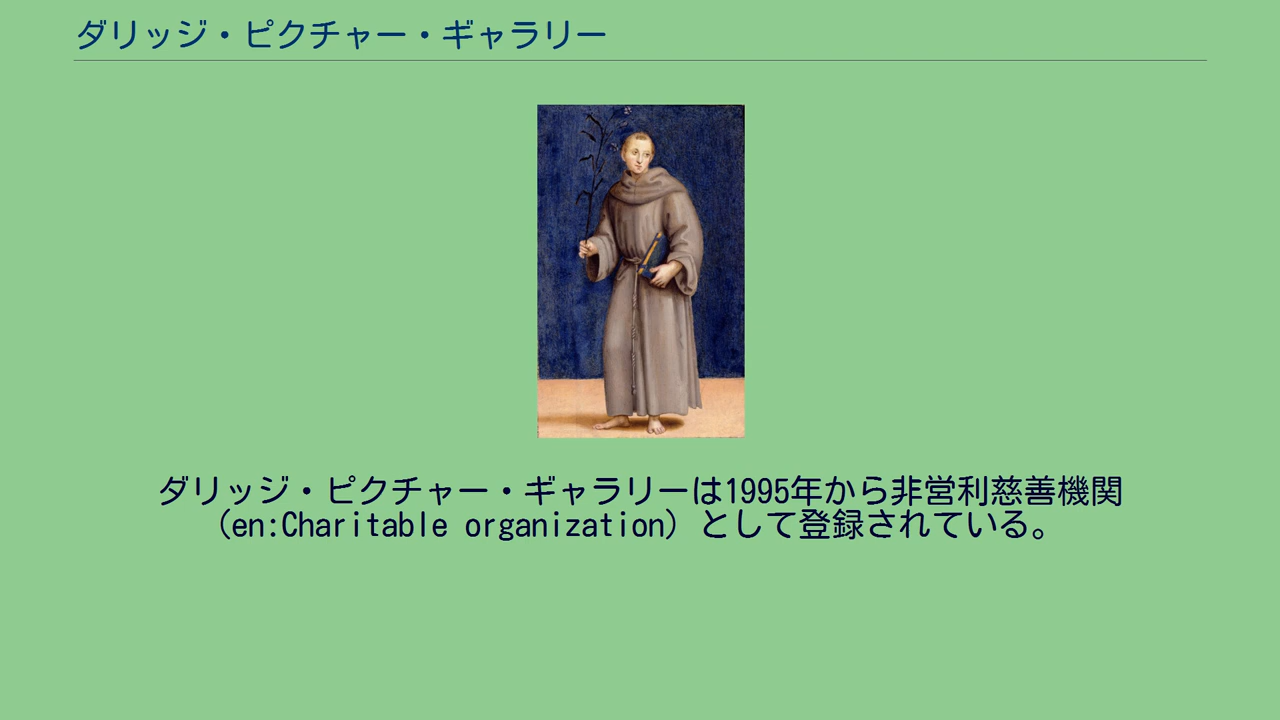 ダリッジ・ピクチャー・ギャラリー
ダリッジ・ピクチャー・ギャラリーは1995年から非営利慈善機関
(en:Charitable organization) として登録されている。